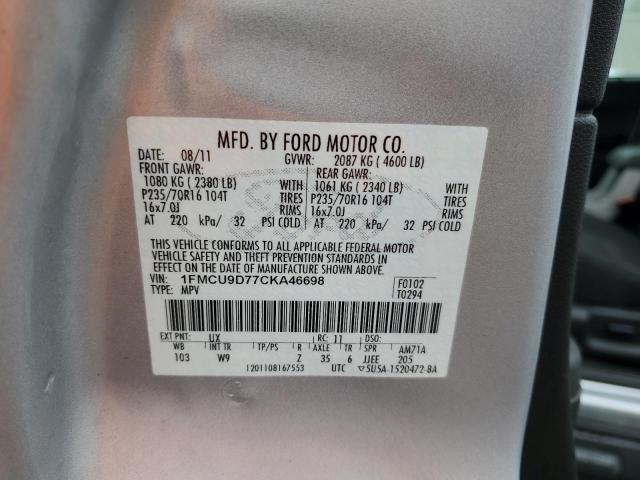 MFD. BY FORD MOTOR CO.
DATE: 08/11 GVWR: 2087 KG ( 4600 LB)
FRONT GAWR: REAR GAWR:
1080 KG ( 2380 LB) WITH 1061 KG ( 2340 LB) WITH
P235/70R16 104T TIRES P235/70R16 104T TIRES
16x7.0J RIMS 16x7.0J RIMS
AT 220 kPa/ 32 PSI COLD AT 220 kPa/ 32 PSI COLD
THIS VEHICLE CONFORMS TO ALL APPLICABLE FEDERAL MOTOR
VEHICLE SAFETY AND THEFT PREVENTION STANDARDS IN
EFFECT ON THE DATE OF MANUFACTURE SHOWN ABOVE.
VIN: 1FMCU9D77CKA46698 F0102
TYPE: MPV T0294
EXT PNT: UX RC: 11 DSO:
WB INT TR TP/PS R AXLE TR SPR AM71A
103 W9 Z 35 6 JJEE 205
1201108167553 UTC ▽5U5A-1520472-BA